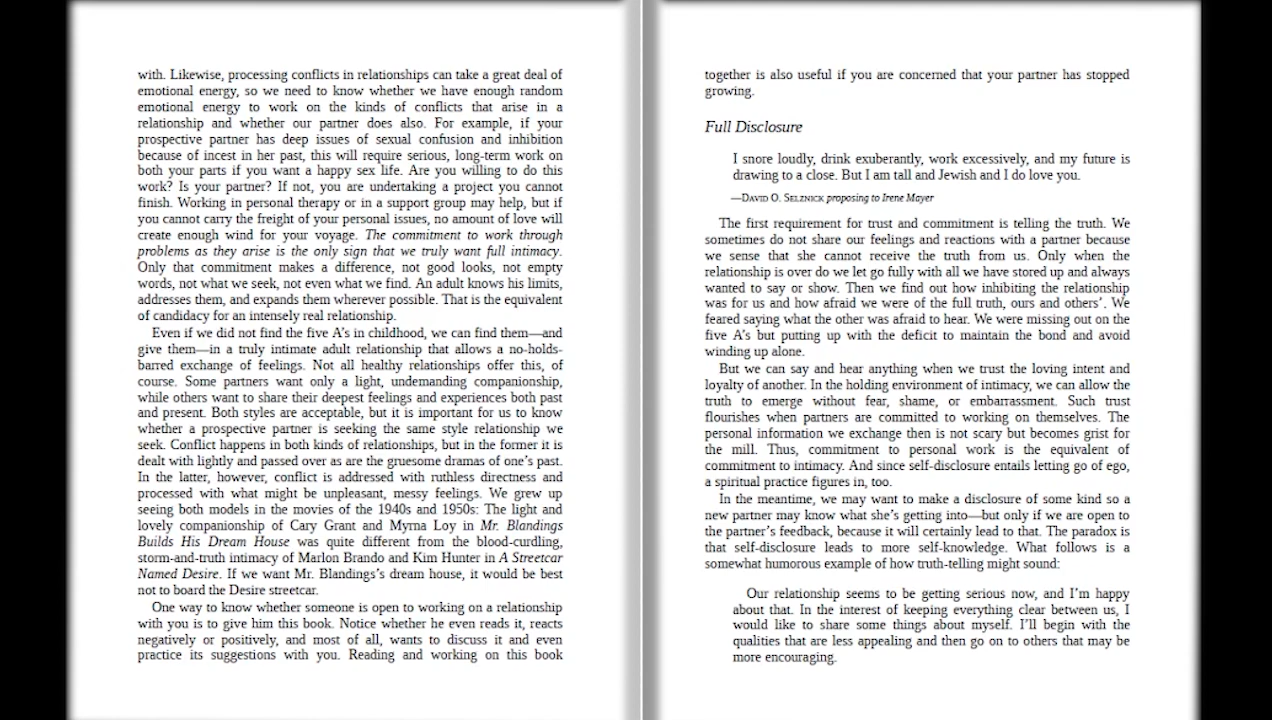 with. Likewise, processing conflicts in relationships can take a great deal of
emotional energy, so we need to know whether we have enough random
emotional energy to work on the kinds of conflicts that arise in a
relationship and whether our partner does also. For example, if your
prospective partner has deep issues of sexual confusion and inhibition
because of incest in her past, this will require serious, long-term work on
both your parts if you want a happy sex life. Are you willing to do this
work? Is your partner? If not, you are undertaking a project you cannot
finish. Working in personal therapy or in a support group may help, but if
you cannot carry the freight of your personal issues, no amount of love will
create enough wind for your voyage. The commitment to work through
problems as they arise is the only sign that we truly want full intimacy.
Only that commitment makes a difference, not good looks, not empty
words, not what we seek, not even what we find. An adult knows his limits,
addresses them, and expands them wherever possible. That is the equivalent
of candidacy for an intensely real relationship.
Even if we did not find the five A's in childhood, we can find them—and
give them—in a truly intimate adult relationship that allows a no-holds-
barred exchange of feelings. Not all healthy relationships offer this, of
course. Some partners want only a light, undemanding companionship,
while others want to share their deepest feelings and experiences both past
and present. Both styles are acceptable, but it is important for us to know
whether a prospective partner is seeking the same style relationship we
seek. Conflict happens in both kinds of relationships, but in the former it is
dealt with lightly and passed over as are the gruesome dramas of one's past.
In the latter, however, conflict is addressed with ruthless directness and
processed with what might be unpleasant, messy feelings. We grew up
seeing both models in the movies of the 1940s and 1950s: The light and
lovely companionship of Cary Grant and Myrna Loy in Mr. Blandings
Builds His Dream House was quite different from the blood-curdling,
storm-and-truth intimacy of Marlon Brando and Kim Hunter in A Streetcar
Named Desire. If we want Mr. Blandings's dream house, it would be best
not to board the Desire streetcar.
One way to know whether someone is open to working on a relationship
with you is to give him this book. Notice whether he even reads it, reacts
negatively or positively, and most of all, wants to discuss it and even
practice its suggestions with you. Reading and working on this book
together is also useful if you are concerned that your partner has stopped
growing.
Full Disclosure
I snore loudly, drink exuberantly, work excessively, and my future is
drawing to a close. But I am tall and Jewish and I do love you.
—DAVID O. SELZNICK proposing to Irene Mayer
The first requirement for trust and commitment is telling the truth. We
sometimes do not share our feelings and reactions with a partner because
we sense that she cannot receive the truth from us. Only when the
relationship is over do we let go fully with all we have stored up and always
wanted to say or show. Then we find out how inhibiting the relationship
was for us and how afraid we were of the full truth, ours and others'. We
feared saying what the other was afraid to hear. We were missing out on the
five A's but putting up with the deficit to maintain the bond and avoid
winding up alone.
But we can say and hear anything when we trust the loving intent and
loyalty of another. In the holding environment of intimacy, we can allow the
truth to emerge without fear, shame, or embarrassment. Such trust
flourishes when partners are committed to working on themselves. The
personal information we exchange then is not scary but becomes grist for
the mill. Thus, commitment to personal work is the equivalent of
commitment to intimacy. And since self-disclosure entails letting go of ego,
a spiritual practice figures in, too.
In the meantime, we may want to make a disclosure of some kind so a
new partner may know what she's getting into—but only if we are open to
the partner's feedback, because it will certainly lead to that. The paradox is
that self-disclosure leads to more self-knowledge. What follows is a
somewhat humorous example of how truth-telling might sound:
Our relationship seems to be getting serious now, and I'm happy
about that. In the interest of keeping everything clear between us, I
would like to share some things about myself. I'll begin with the
qualities that are less appealing and then go on to others that may be
more encouraging.